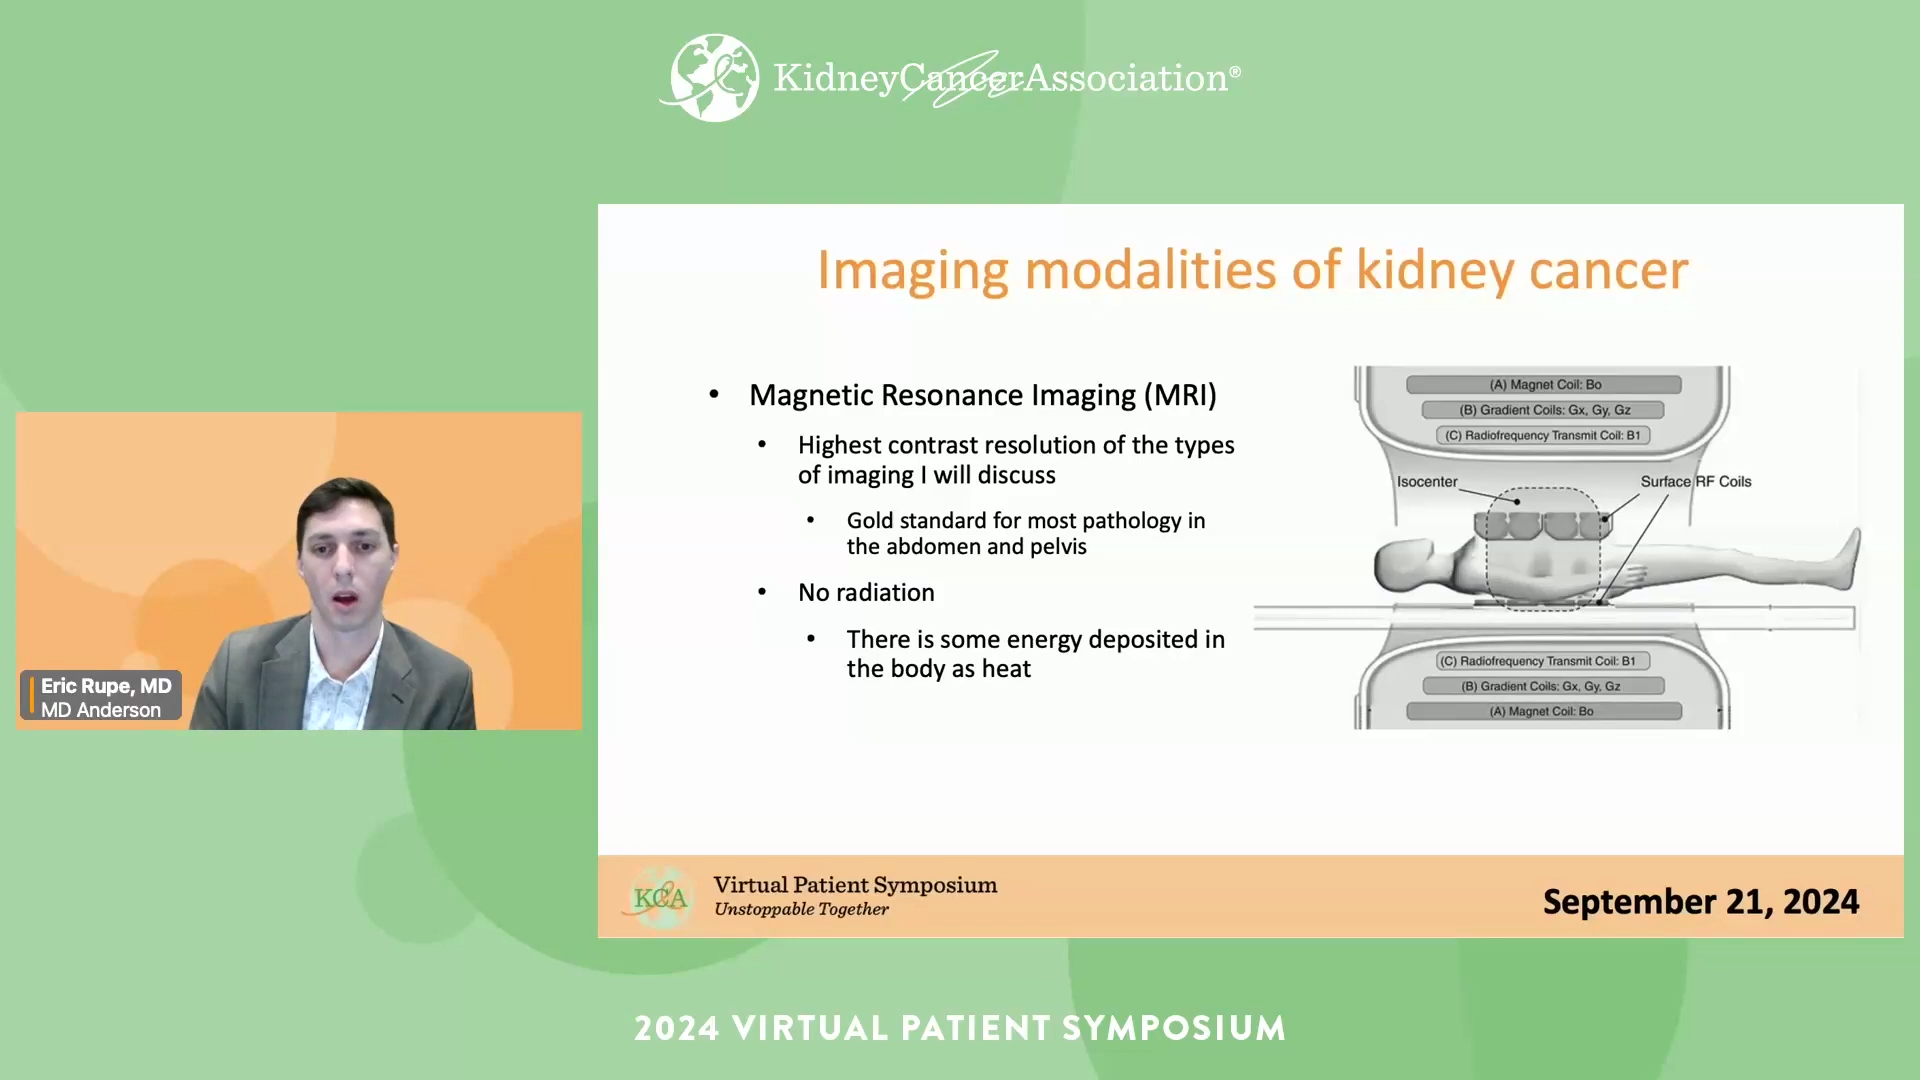 KidneyCancerAssociation®
Imaging modalities of kidney cancer
• Magnetic Resonance Imaging (MRI)
• Highest contrast resolution of the types
of imaging I will discuss
• Gold standard for most pathology in
the abdomen and pelvis
• No radiation
• There is some energy deposited in
the body as heat
(A) Magnet Coil: Bo
(B) Gradient Coils: Gx, Gy, Gz
(C) Radiofrequency Transmit Coil: B1
Isocenter
Surface RF Coils
(C) Radiofrequency Transmit Coil: B1
(B) Gradient Coils: Gx, Gy, Gz
(A) Magnet Coil: Bo
Eric Rupe, MD
MD Anderson
KCA
Virtual Patient Symposium
Unstoppable Together
September 21, 2024
2024 VIRTUAL PATIENT SYMPOSIUM